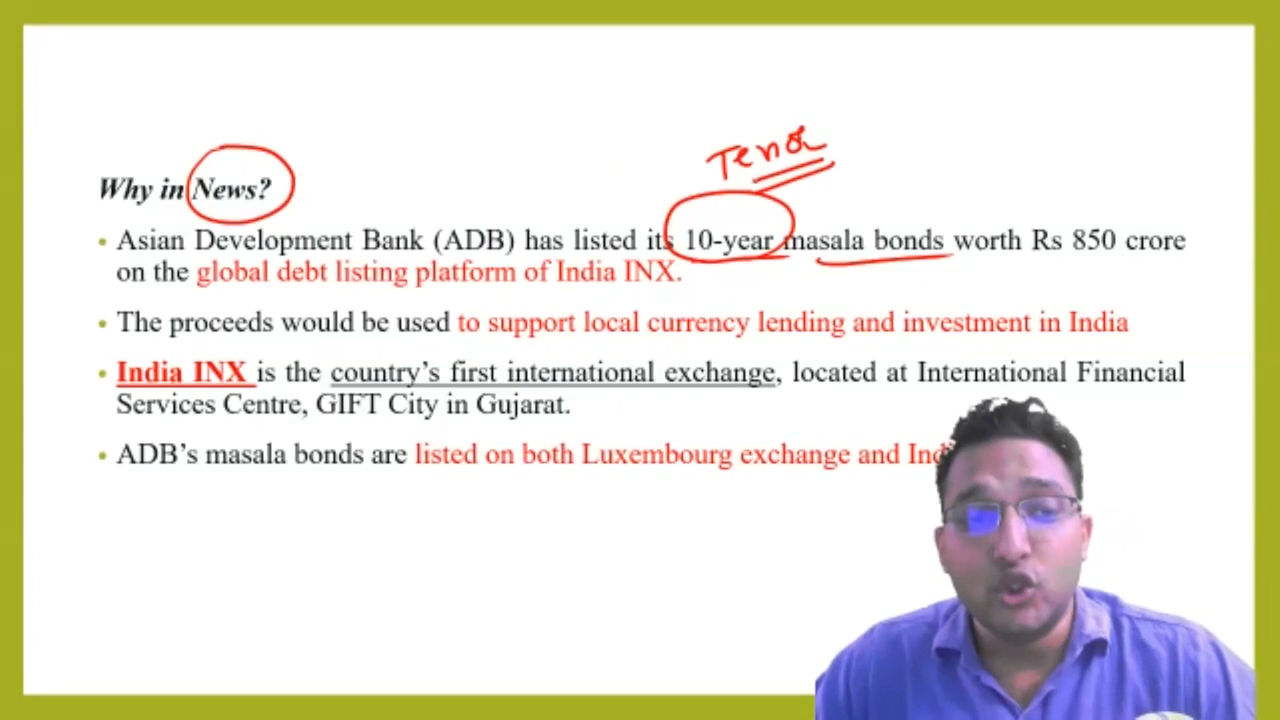 Tenor
Why in News?
• Asian Development Bank (ADB) has listed its 10-year masala bonds worth Rs 850 crore
on the global debt listing platform of India INX.
• The proceeds would be used to support local currency lending and investment in India
• India INX is the country’s first international exchange, located at International Financial
Services Centre, GIFT City in Gujarat.
• ADB’s masala bonds are listed on both Luxembourg exchange and